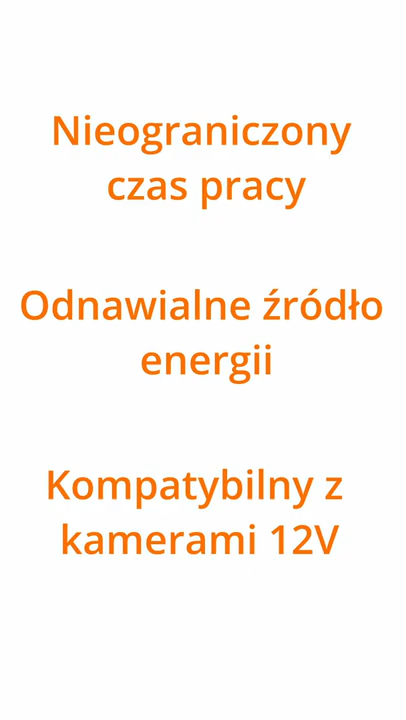 Nieograniczony
czas pracy
Odnawialne źródło
energii
Kompatybilny z
kamerami 12V